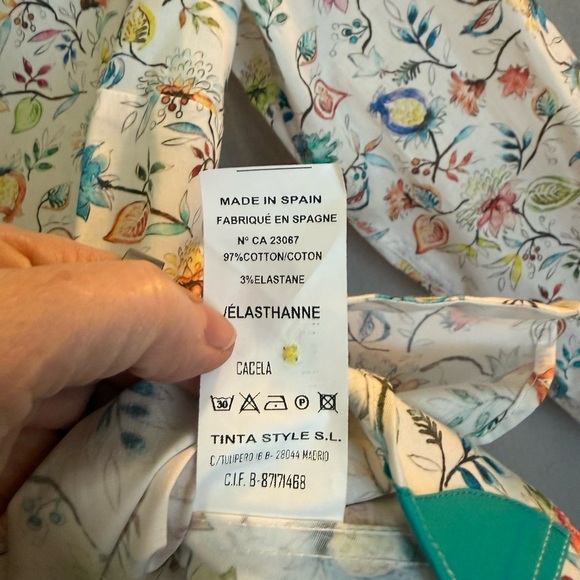 MADE IN SPAIN
FABRIQUÉ EN SPAGNE
Nº CA 23067
97%COTTON/COTON
3%ELASTANE
/ÉLASTHANNE
CACELA
30 P
TINTA STYLE S.L.
C/TULIPERO 16 B- 28044 MADRID
C.I.F. B-87171468